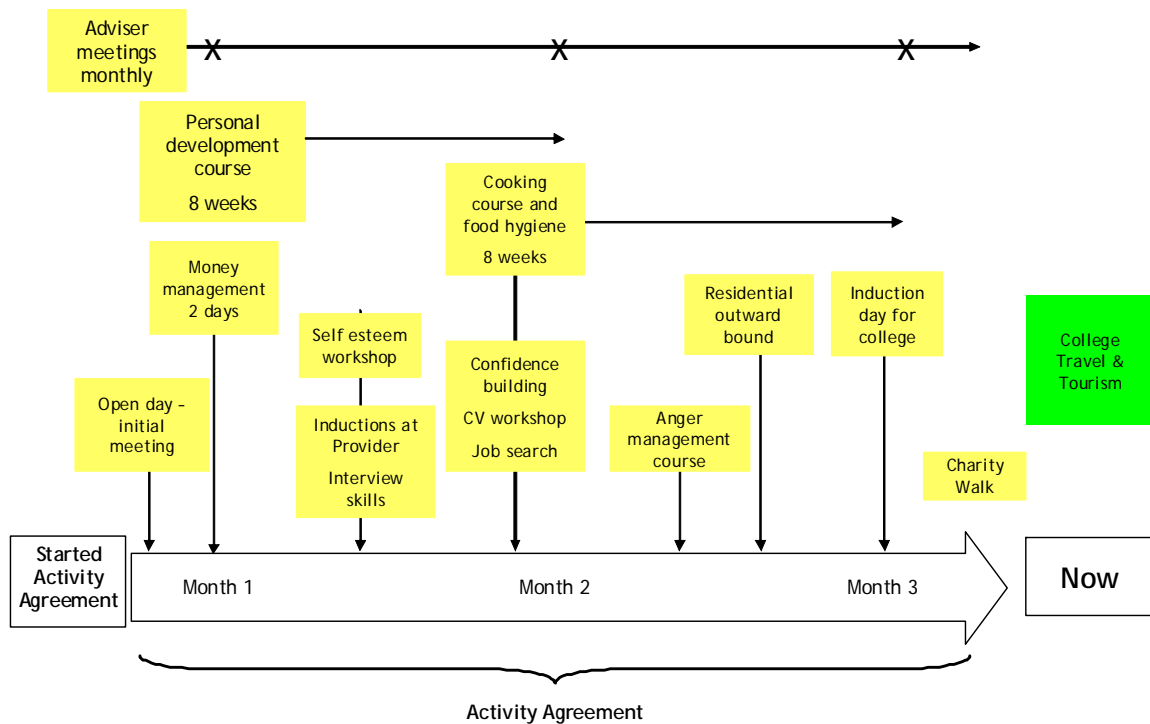 Adviser
meetings
monthly
X
X
X
Personal
development
course
8 weeks
Cooking
course and
food hygiene
8 weeks
Money
management
2 days
Self esteem
workshop
Residential
outward
bound
Induction
day for
college
College
Travel &
Tourism
Open day –
initial
meeting
Inductions at
Provider
Interview
skills
Confidence
building
CV workshop
Job search
Anger
management
course
Charity
Walk
Started
Activity
Agreement
Month 1
Month 2
Month 3
Now
Activity Agreement